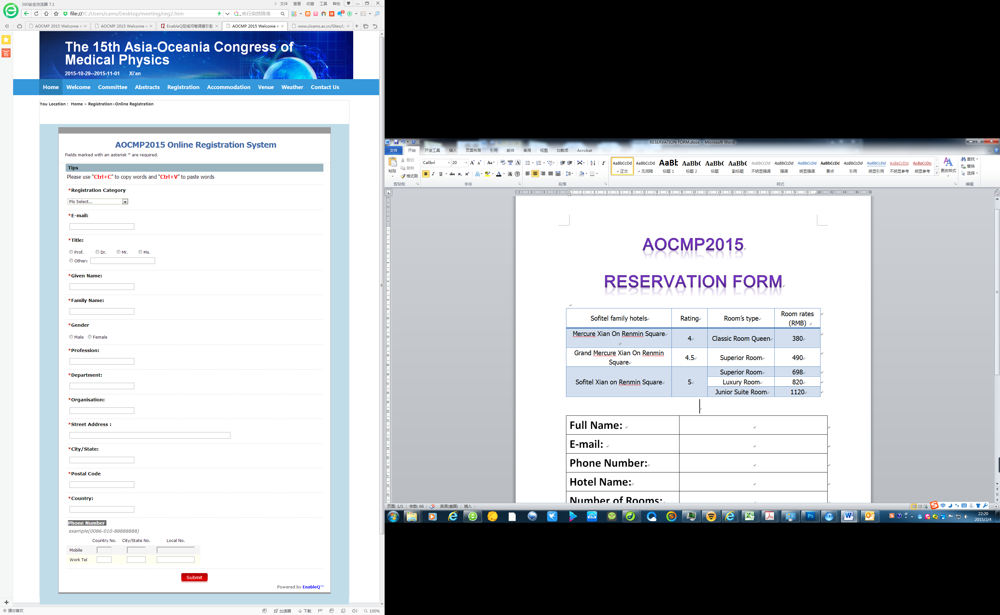 360安全浏览器 7.1
文件 查看 收藏 工具 帮助
file:///C:/Users/cams/Desktop/meeting/reg2.htm
央行突然降准
AOCMP 2015 Welcome
AOCMP 2015 Welcome
EnableQ在线问卷调查引擎
AOCMP 2015 Welcome
www.cicams.ac.cn/Sites/
The 15th Asia-Oceania Congress of
Medical Physics
2015-10-29--2015-11-01 Xi'an
Home Welcome Committee Abstracts Registration Accommodation Venue Weather Contact Us
You Location : Home > Registration>Online Registration
AOCMP2015 Online Registration System
Fields marked with an asterisk * are required.
Tips
Please use “Ctrl+C” to copy words and “Ctrl+V” to paste words
*Registration Category
Pls Select...
*E-mail:
*Title:
Prof. Dr. Mr. Ms.
Other:
*Given Name:
*Family Name:
*Gender
Male Female
*Profession:
*Department:
*Organisation:
*Street Address :
*City/State:
*Postal Code
*Country:
Phone Number
example(0086-010-88888888)
Country No. City/State No. Local No.
Mobile
Work Tel
Submit
Powered by EnableQ™
猜你喜欢
加速器 下载 100%
RESERVATION FORM.docx - Microsoft Word
文件 开始 开发工具 插入 页面布局 引用 邮件 审阅 视图 加载项 Acrobat
粘贴
剪切
复制
格式刷
剪贴板
Calibri 20
字体
段落
AaBbCcDd AaBbCcDd AaBb AaBb( AaBb( AaBb( AaBbCcDd AaBbCcDd AaBbCcDd AaBbCcDd AaBbCcDd AaBbCcDd AaBbCcDd AaBbCcDd
正文 无间隔 标题 1 标题 2 标题 副标题 不明显强调 强调 明显强调 要点 引用 明显引用 不明显参考 明显参考
更改样式
样式
查找
替换
选择
编辑
AOCMP2015
RESERVATION FORM
Sofitel family hotels Rating Room’s type Room rates (RMB)
Mercure Xian On Renmin Square 4 Classic Room Queen 380
Grand Mercure Xian On Renmin Square 4.5 Superior Room 490
Sofitel Xian on Renmin Square 5 Superior Room 698
Luxury Room 820
Junior Suite Room 1120
Full Name:
E-mail:
Phone Number:
Hotel Name:
Number of Rooms:
页面: 1/1 字数: 66 英语(美国) 插入
中
22:20
2015/2/4